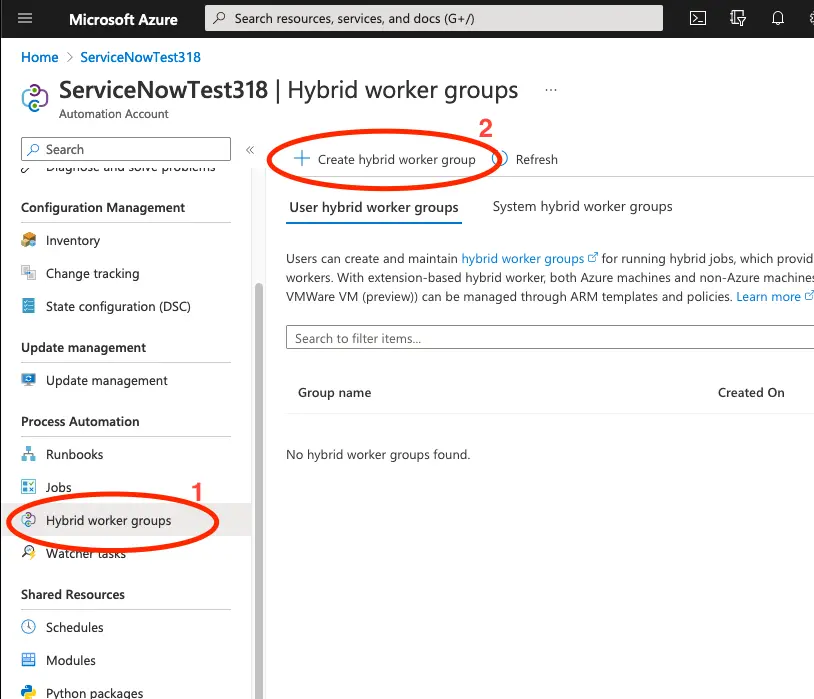 Microsoft Azure
Search resources, services, and docs (G+/)
Home > ServiceNowTest318
ServiceNowTest318 | Hybrid worker groups ...
Automation Account
Search
«
Diagnose and solve problems
Configuration Management
Inventory
Change tracking
State configuration (DSC)
Update management
Update management
Process Automation
Runbooks
Jobs
1
Hybrid worker groups
Watcher tasks
Shared Resources
Schedules
Modules
Python packages
2
Create hybrid worker group
Refresh
User hybrid worker groups
System hybrid worker groups
Users can create and maintain hybrid worker groups for running hybrid jobs, which provid
workers. With extension-based hybrid worker, both Azure machines and non-Azure machines
VMWare VM (preview)) can be managed through ARM templates and policies. Learn more
Search to filter items...
Group name
Created On
No hybrid worker groups found.